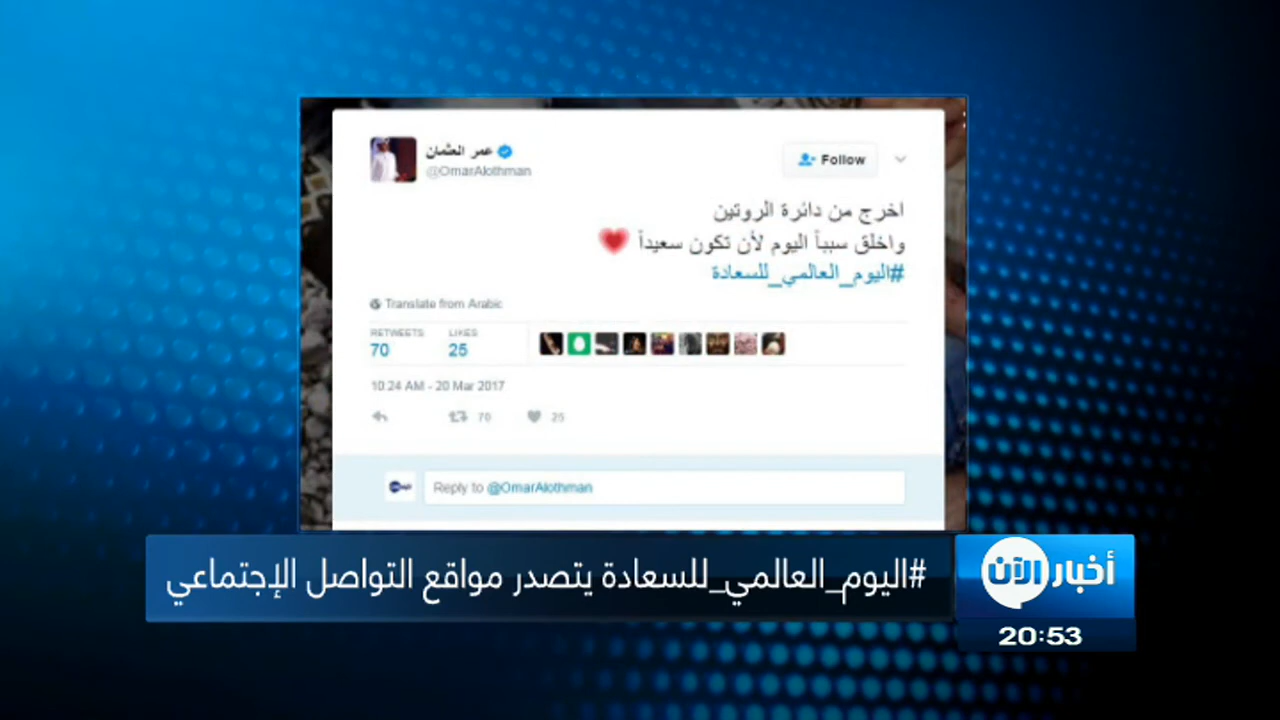 عمر العثمان
@OmarAlothman
Follow
اخرج من دائرة الروتين
واخلق سبباً اليوم لأن تكون سعيداً
#اليوم_العالمي_للسعادة
Translate from Arabic
RETWEETS LIKES
70 25
10:24 AM - 20 Mar 2017
70 25
Reply to @OmarAlothman
#اليوم_العالمي_للسعادة يتصدر مواقع التواصل الإجتماعي
أخبار الآن
20:53